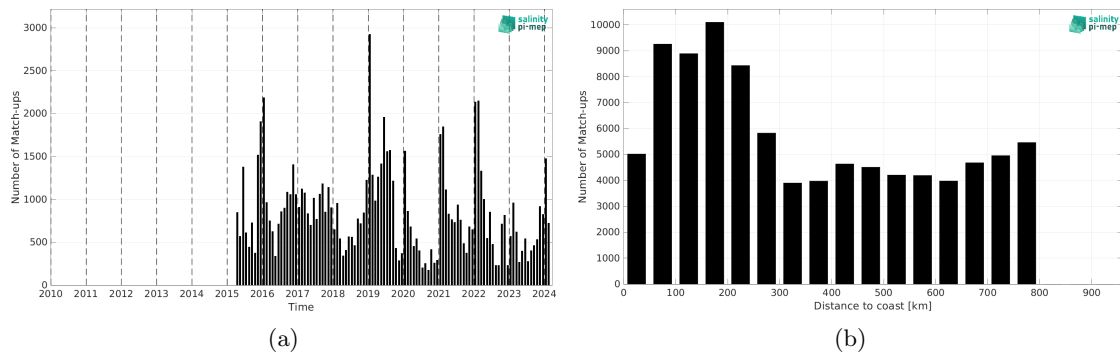 salinity
pi-mep
Number of Match-ups
3000
2500
2000
1500
1000
500
0
2010 2011 2012 2013 2014 2015 2016 2017 2018 2019 2020 2021 2022 2023 2024
Time
(a)
salinity
pi-mep
Number of Match-ups
10000
9000
8000
7000
6000
5000
4000
3000
2000
1000
0
0 100 200 300 400 500 600 700 800 900
Distance to coast [km]
(b)